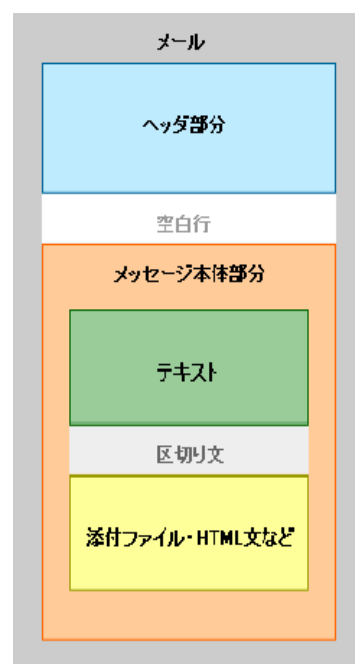 メール
ヘッダ部分
空白行
メッセージ本体部分
テキスト
区切り文
添付ファイル・HTML文など